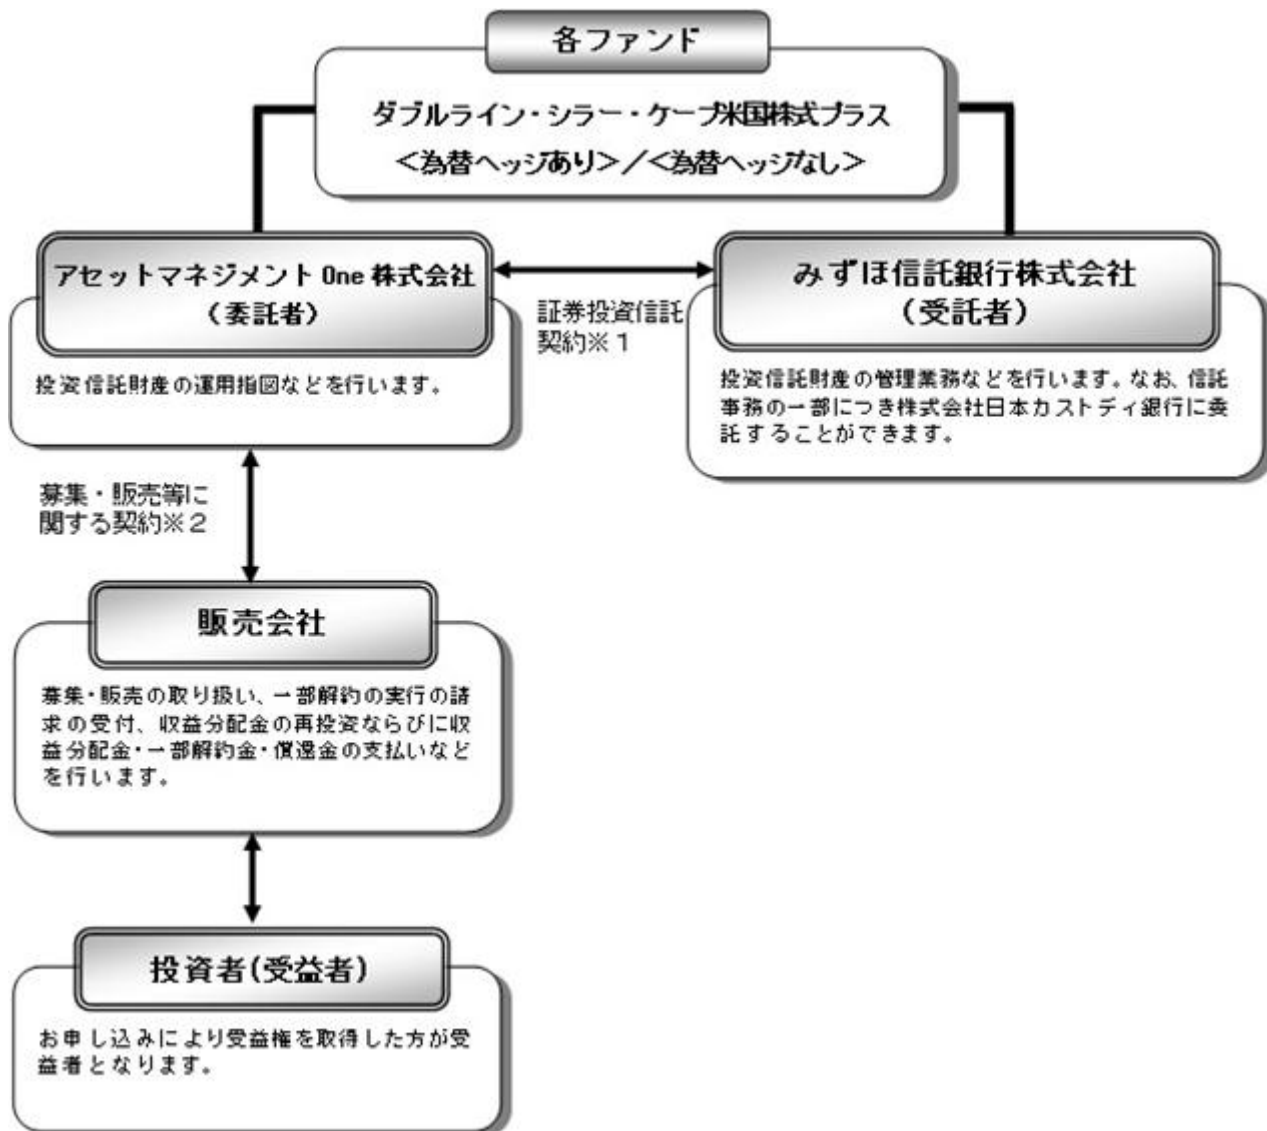 各ファンド
ダブルライン・シラー・ケープ米国株式プラス
＜為替ヘッジあり＞／＜為替ヘッジなし＞
アセットマネジメント One 株式会社
（委託者）
投資信託財産の運用指図などを行います。
証券投資信託
契約※１
みずほ信託銀行株式会社
（受託者）
投資信託財産の管理業務などを行います。なお、信託
事務の一部につき株式会社日本カストディ銀行に委
託することができます。
募集・販売等に
関する契約※２
販売会社
募集・販売の取り扱い、一部解約の実行の請
求の受付、収益分配金の再投資ならびに収
益分配金・一部解約金・償還金の支払いなど
を行います。
投資者(受益者)
お申し込みにより受益権を取得した方が受
益者となります。